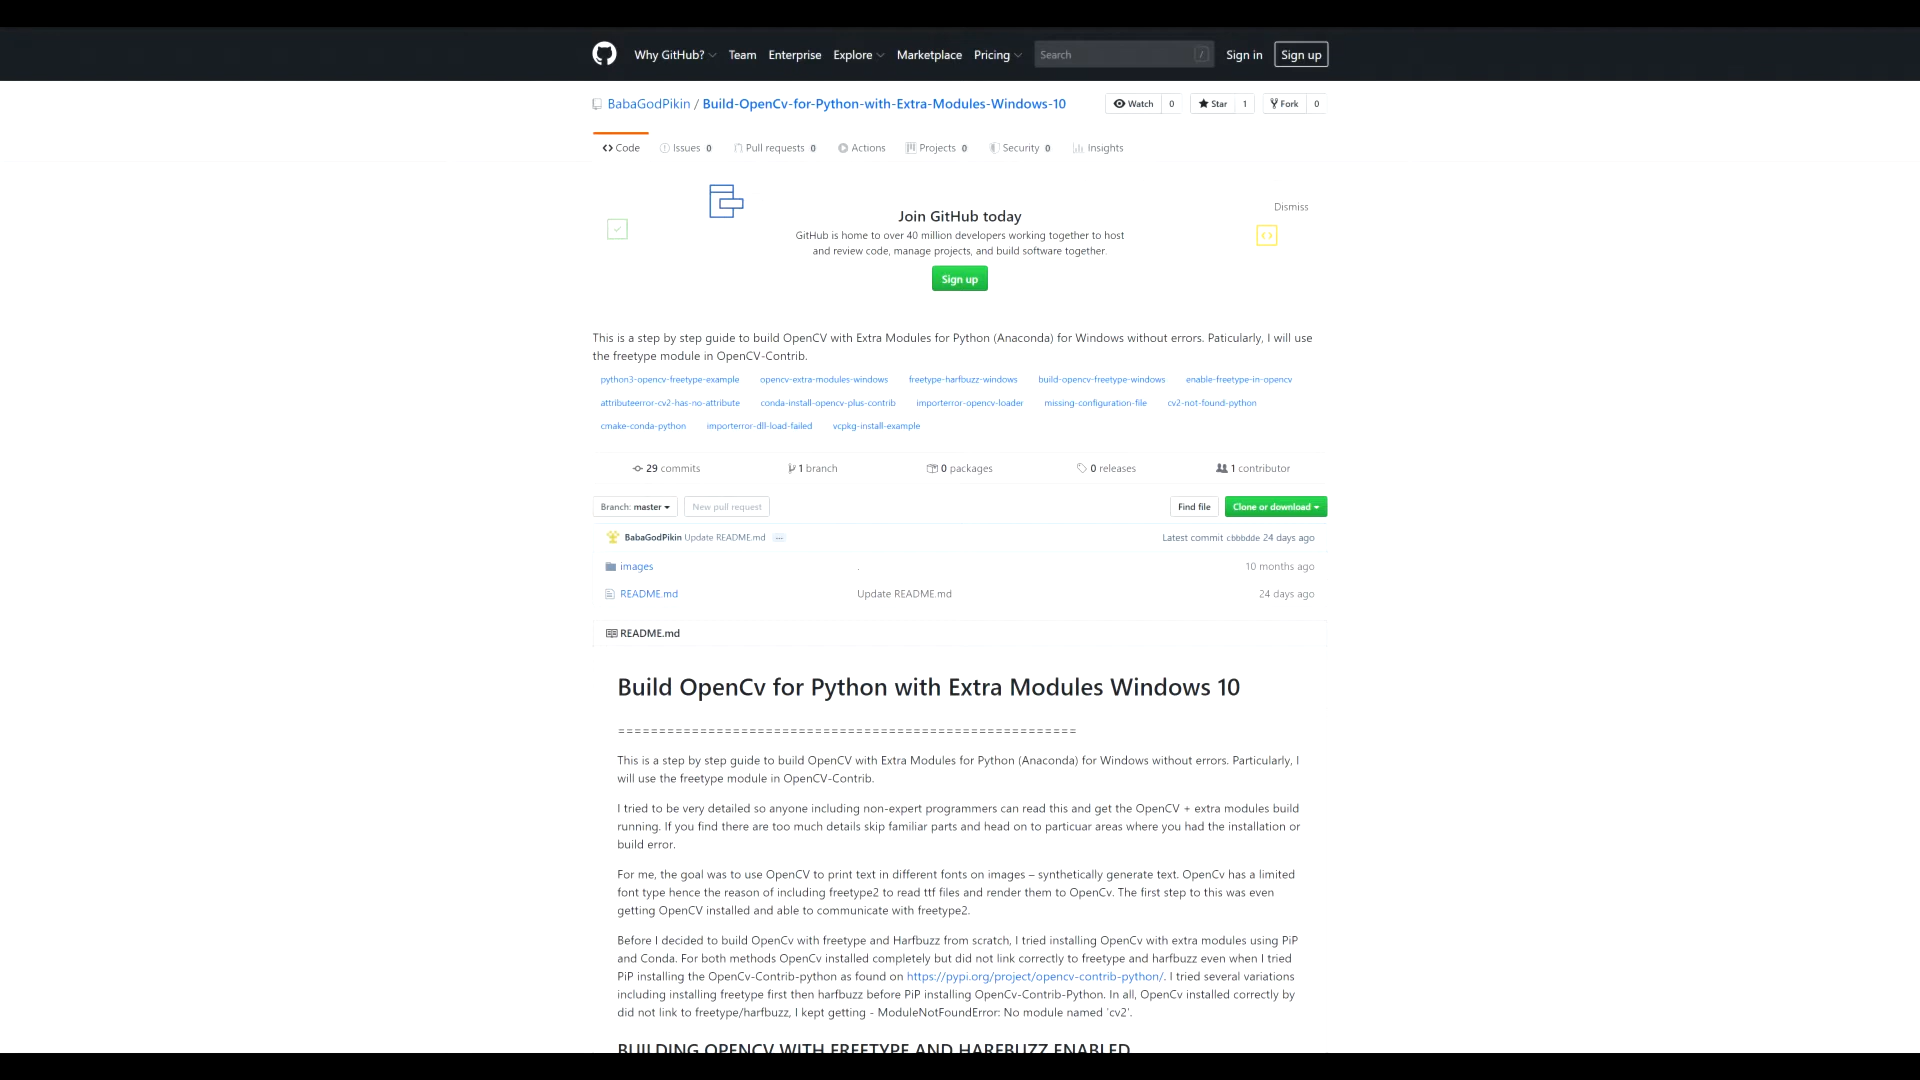 Why GitHub? Team Enterprise Explore Marketplace Pricing Search / Sign in Sign up
BabaGodPikin / Build-OpenCv-for-Python-with-Extra-Modules-Windows-10 Watch 0 Star 1 Fork 0
Code Issues 0 Pull requests 0 Actions Projects 0 Security 0 Insights
Dismiss
Join GitHub today
GitHub is home to over 40 million developers working together to host
and review code, manage projects, and build software together.
Sign up
This is a step by step guide to build OpenCV with Extra Modules for Python (Anaconda) for Windows without errors. Paticularly, I will use
the freetype module in OpenCV-Contrib.
python3-opencv-freetype-example opencv-extra-modules-windows freetype-harfbuzz-windows build-opencv-freetype-windows enable-freetype-in-opencv
attributeerror-cv2-has-no-attribute conda-install-opencv-plus-contrib importerror-opencv-loader missing-configuration-file cv2-not-found-python
cmake-conda-python importerror-dll-load-failed vcpkg-install-example
29 commits 1 branch 0 packages 0 releases 1 contributor
Branch: master New pull request Find file Clone or download
BabaGodPikin Update README.md ... Latest commit cbbbdde 24 days ago
images . 10 months ago
README.md Update README.md 24 days ago
README.md
Build OpenCv for Python with Extra Modules Windows 10
========================================================
This is a step by step guide to build OpenCV with Extra Modules for Python (Anaconda) for Windows without errors. Particularly, I
will use the freetype module in OpenCV-Contrib.
I tried to be very detailed so anyone including non-expert programmers can read this and get the OpenCV + extra modules build
running. If you find there are too much details skip familiar parts and head on to particuar areas where you had the installation or
build error.
For me, the goal was to use OpenCV to print text in different fonts on images – synthetically generate text. OpenCv has a limited
font type hence the reason of including freetype2 to read ttf files and render them to OpenCv. The first step to this was even
getting OpenCV installed and able to communicate with freetype2.
Before I decided to build OpenCv with freetype and Harfbuzz from scratch, I tried installing OpenCv with extra modules using PiP
and Conda. For both methods OpenCv installed completely but did not link correctly to freetype and harfbuzz even when I tried
PiP installing the OpenCv-Contrib-python as found on https://pypi.org/project/opencv-contrib-python/. I tried several variations
including installing freetype first then harfbuzz before PiP installing OpenCv-Contrib-Python. In all, OpenCv installed correctly by
did not link to freetype/harfbuzz, I kept getting - ModuleNotFoundError: No module named `cv2'.
BUILDING OPENCV WITH FREETYPE AND HARFBUZZ ENABLED